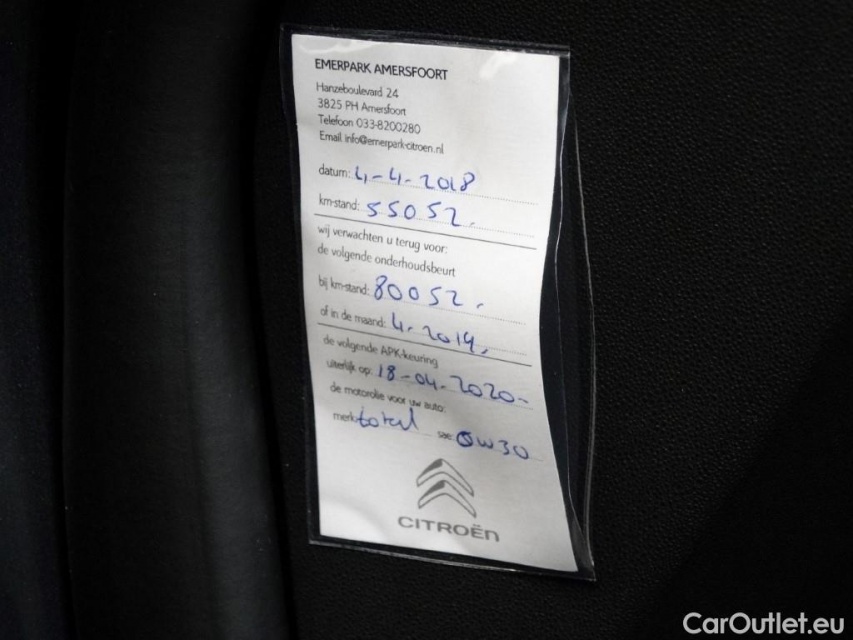 EMERPARK AMERSFOORT
Hanzeboulevard 24
3825 PH Amersfoort
Telefoon 033-8200280
Email info@emerpark-citroen.nl
datum: 4-4-2018
km-stand: 55052.
wij verwachten u terug voor:
de volgende onderhoudsbeurt
bij km-stand: 80052.
of in de maand: 4-2019.
de volgende APK-keuring
uiterlijk op: 18-04-2020-
de motorolie voor uw auto:
merk: total sae: 0w30
CITROËN
CarOutlet.eu